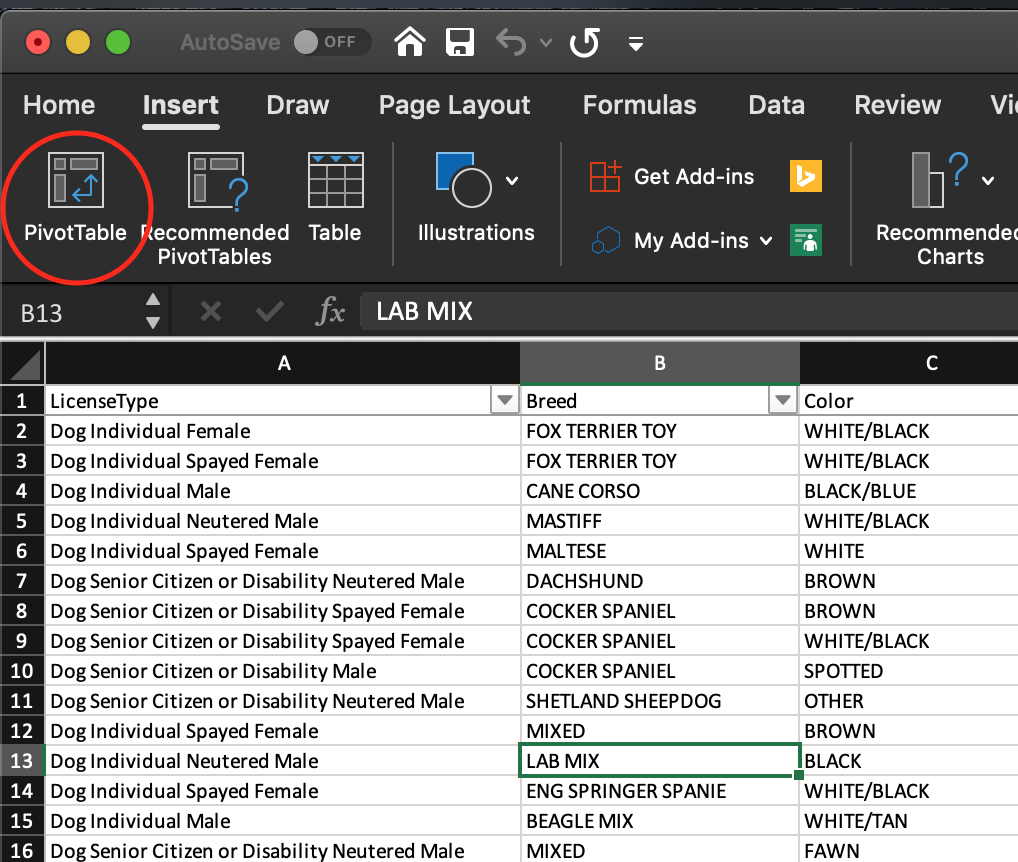 AutoSave OFF
Home Insert Draw Page Layout Formulas Data Review
PivotTable Recommended PivotTables Table Illustrations Get Add-ins My Add-ins Recommended Charts
B13 fx LAB MIX
A B C
1 LicenseType Breed Color
2 Dog Individual Female FOX TERRIER TOY WHITE/BLACK
3 Dog Individual Spayed Female FOX TERRIER TOY WHITE/BLACK
4 Dog Individual Male CANE CORSO BLACK/BLUE
5 Dog Individual Neutered Male MASTIFF WHITE/BLACK
6 Dog Individual Spayed Female MALTESE WHITE
7 Dog Senior Citizen or Disability Neutered Male DACHSHUND BROWN
8 Dog Senior Citizen or Disability Spayed Female COCKER SPANIEL BROWN
9 Dog Senior Citizen or Disability Spayed Female COCKER SPANIEL WHITE/BLACK
10 Dog Senior Citizen or Disability Male COCKER SPANIEL SPOTTED
11 Dog Senior Citizen or Disability Neutered Male SHETLAND SHEEPDOG OTHER
12 Dog Individual Spayed Female MIXED BROWN
13 Dog Individual Neutered Male LAB MIX BLACK
14 Dog Individual Spayed Female ENG SPRINGER SPANIE WHITE/BLACK
15 Dog Individual Male BEAGLE MIX WHITE/TAN
16 Dog Senior Citizen or Disability Neutered Male MIXED FAWN